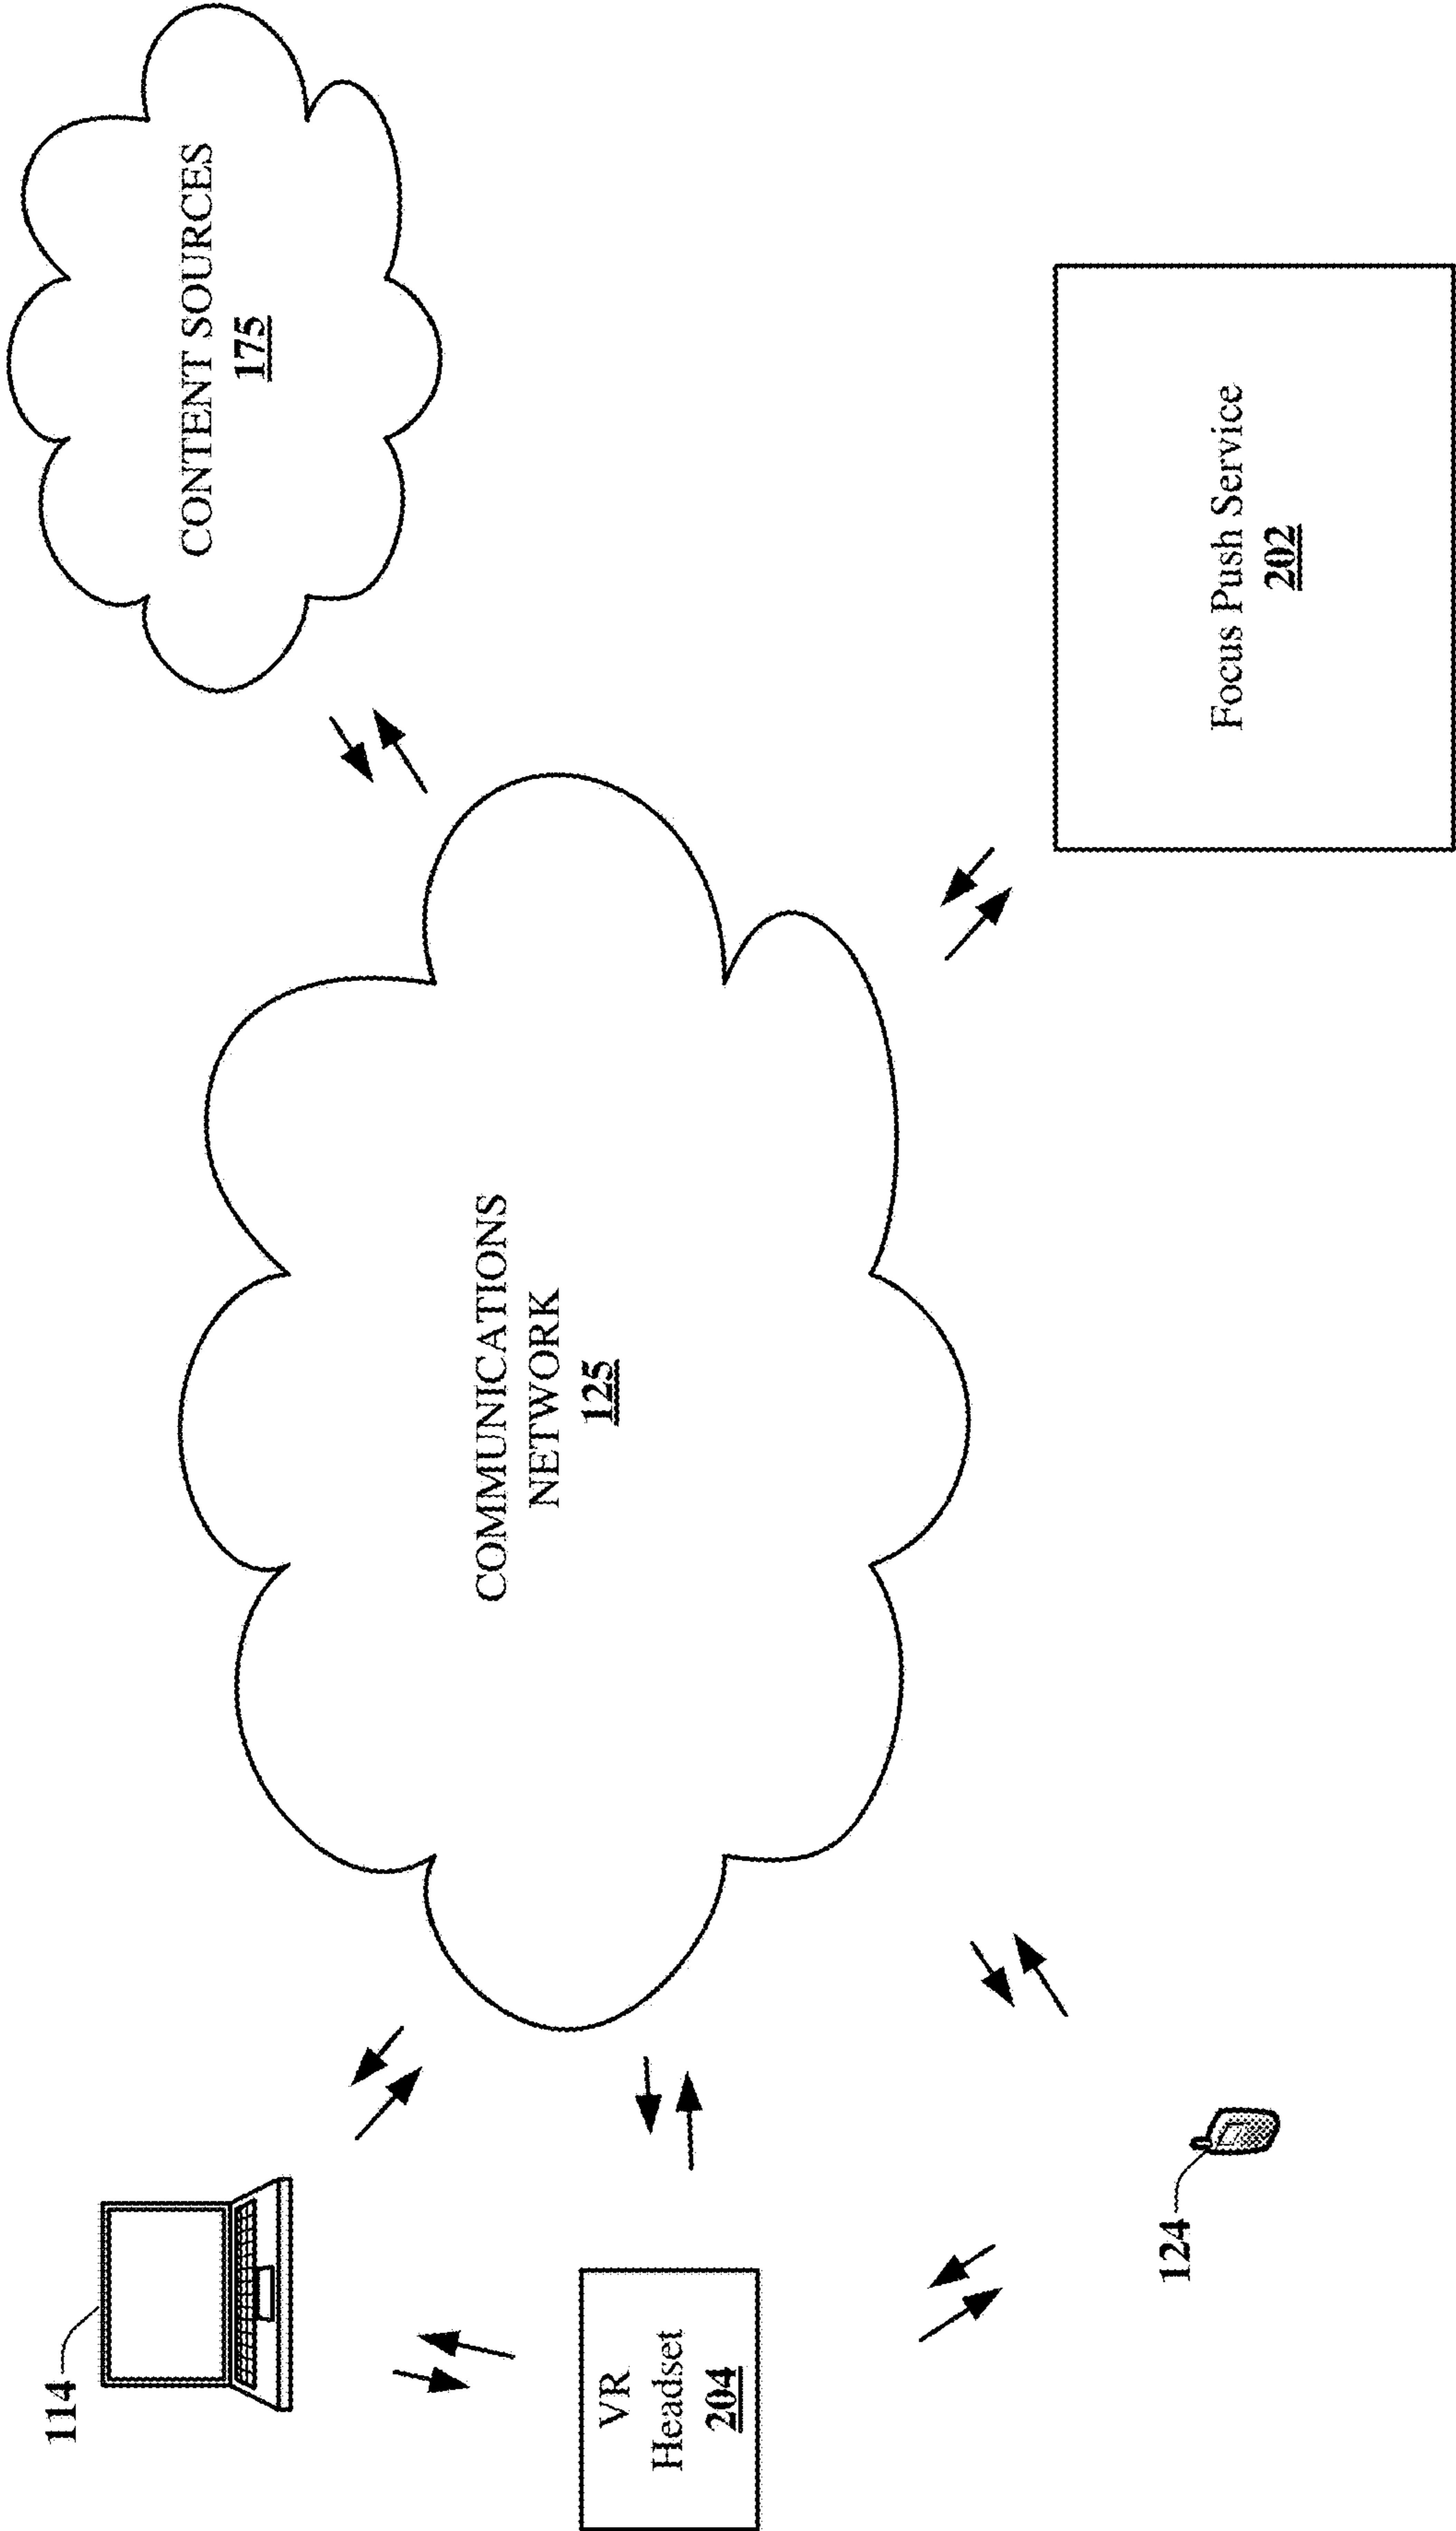 114
VR
Headset
204
124
COMMUNICATIONS
NETWORK
125
CONTENT SOURCES
175
Focus Push Service
202